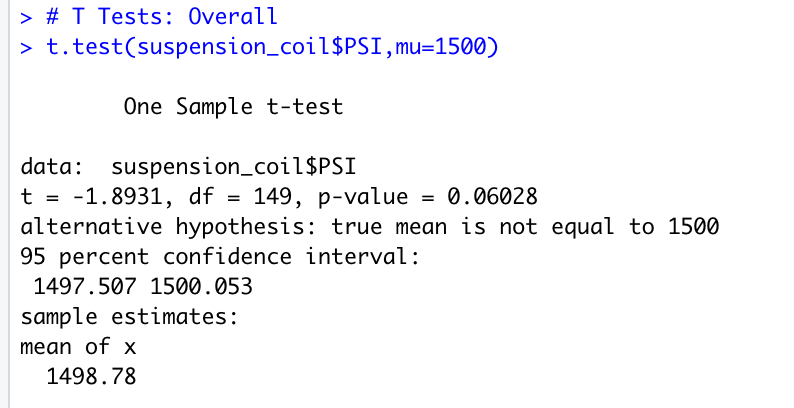 > # T Tests: Overall
> t.test(suspension_coil$PSI,mu=1500)
One Sample t-test
data:  suspension_coil$PSI
t = -1.8931, df = 149, p-value = 0.06028
alternative hypothesis: true mean is not equal to 1500
95 percent confidence interval:
1497.507 1500.053
sample estimates:
mean of x
1498.78